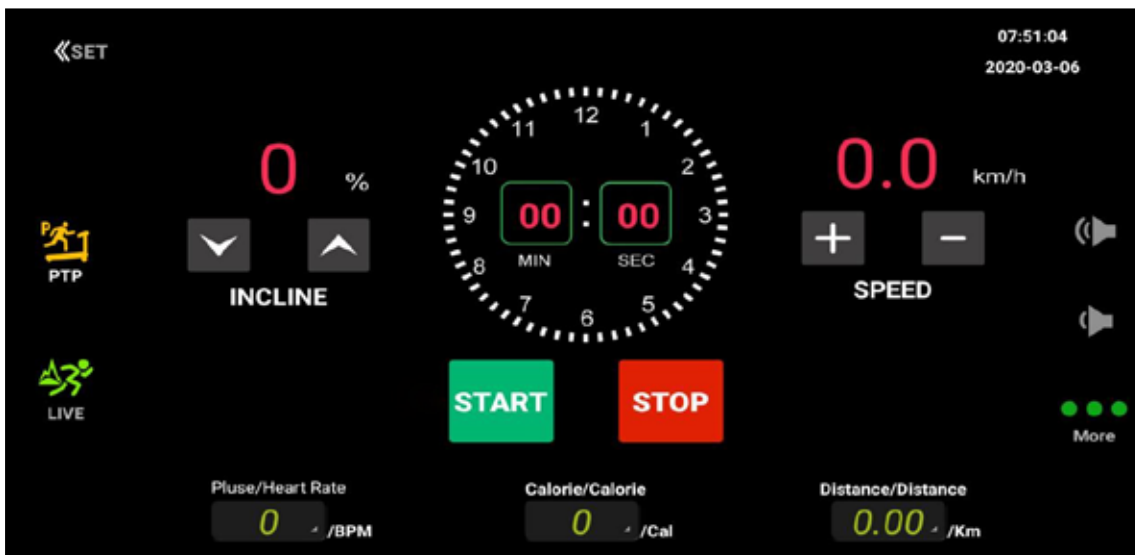 《SET
07:51:04
2020-03-06
0 %
INCLINE
12
11 1
10 2
9 3
8 4
7 5
6
00 : 00
MIN SEC
0.0 km/h
+ -
SPEED
P
PTP
LIVE
START STOP
More
Pluse/Heart Rate
0 /BPM
Calorie/Calorie
0 /Cal
Distance/Distance
0.00 /Km